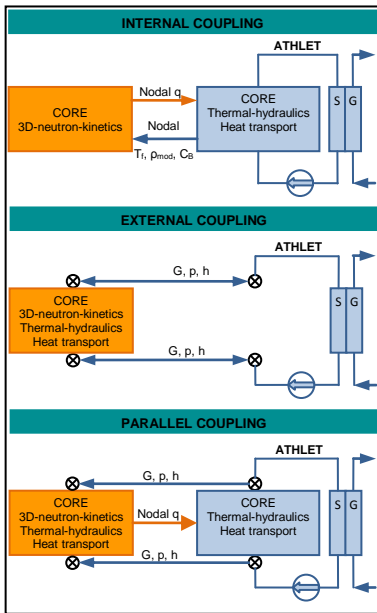 INTERNAL COUPLING
ATHLET
Nodal q
CORE
3D-neutron-kinetics
CORE
Thermal-hydraulics
Heat transport
S G
Nodal
Tf, ρmod, CB
EXTERNAL COUPLING
ATHLET
G, p, h
CORE
3D-neutron-kinetics
Thermal-hydraulics
Heat transport
S G
G, p, h
PARALLEL COUPLING
ATHLET
G, p, h
CORE
3D-neutron-kinetics
Thermal-hydraulics
Heat transport
Nodal q
CORE
Thermal-hydraulics
Heat transport
S G
G, p, h